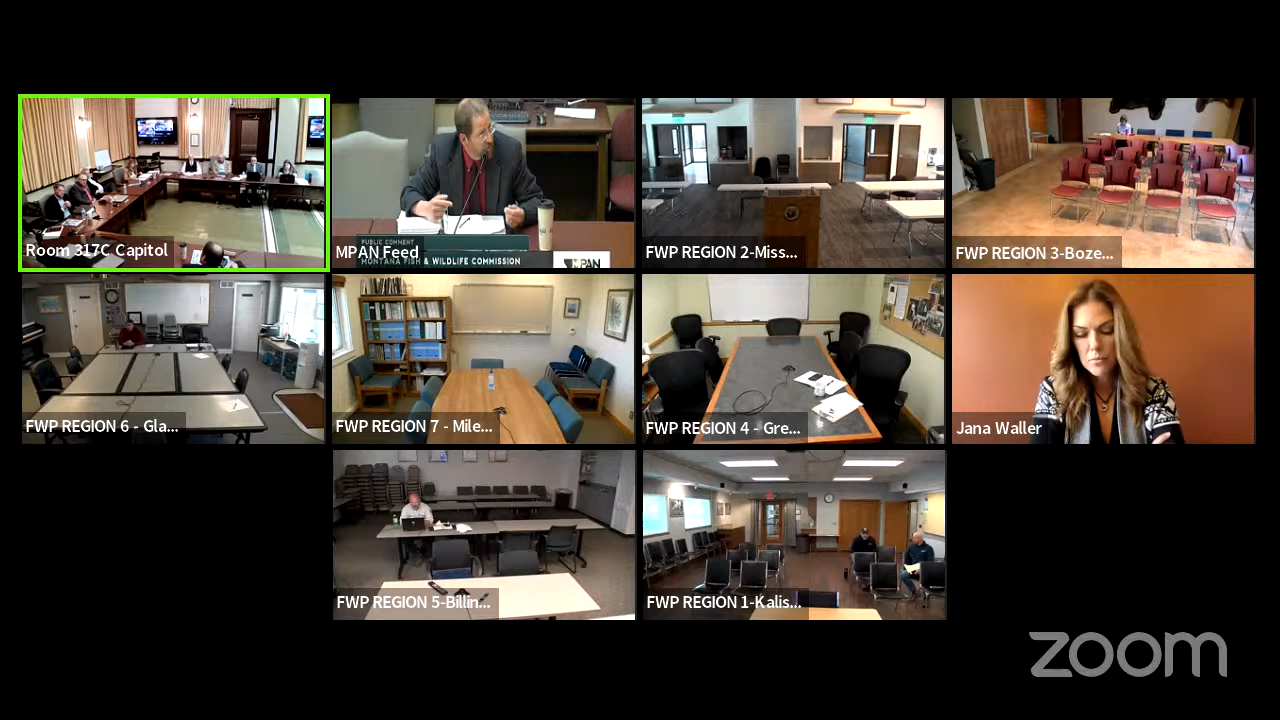 Room 317C Capitol
MPAN Feed
PUBLIC COMMENT
MONTANA FISH & WILDLIFE COMMISSION
MPAN
FWP REGION 2-Miss...
FWP REGION 3-Boze...
FWP REGION 6 - Gla...
FWP REGION 7 - Mile...
FWP REGION 4 - Gre...
Jana Waller
FWP REGION 5-Billin...
FWP REGION 1-Kalis...
zoom